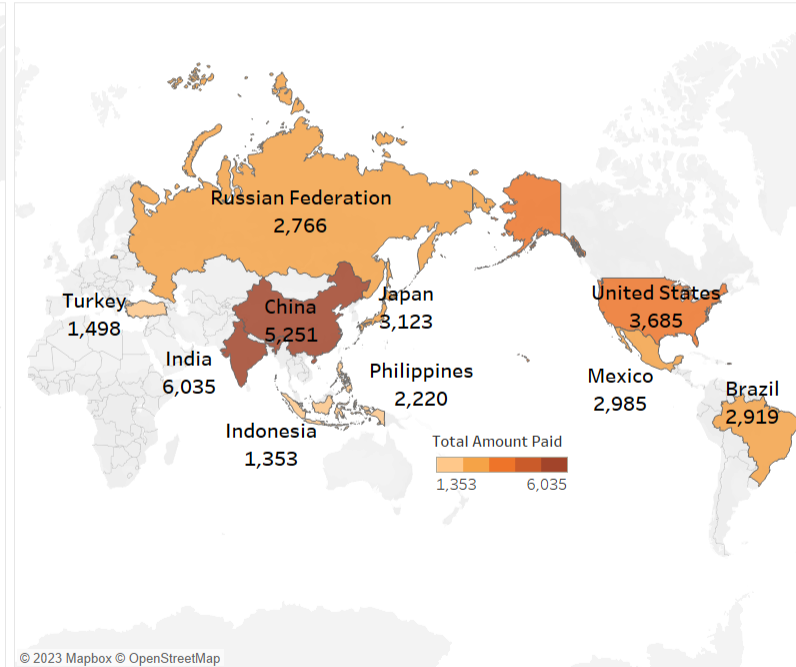 Russian Federation
2,766
Turkey
1,498
China
5,251
Japan
3,123
United States
3,685
India
6,035
Philippines
2,220
Mexico
2,985
Brazil
2,919
Indonesia
1,353
Total Amount Paid
1,353 6,035
© 2023 Mapbox © OpenStreetMap